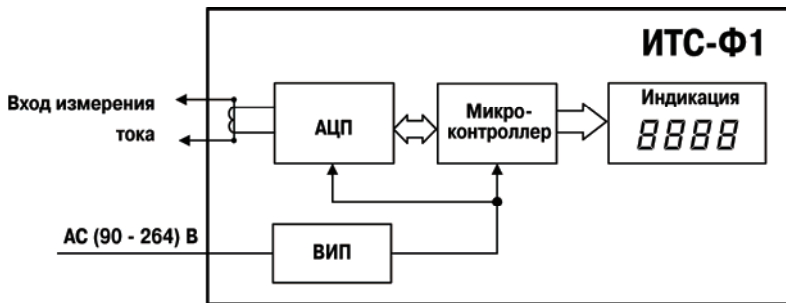 ИТС-Ф1
Вход измерения
тока
АЦП
Микро-
контроллер
Индикация
8888
АС (90 - 264) В
ВИП